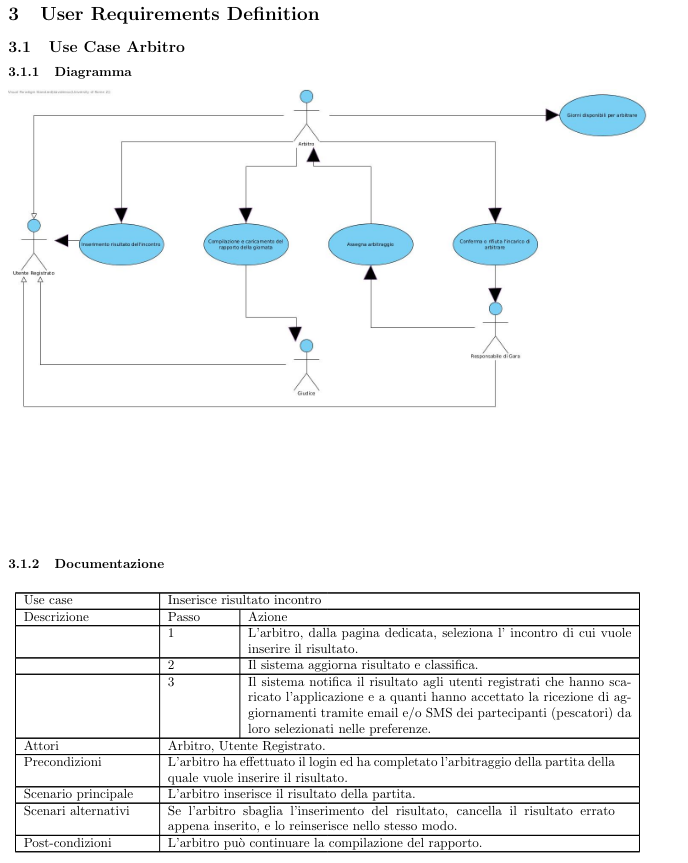 3 User Requirements Definition
3.1 Use Case Arbitro
3.1.1 Diagramma
Giorni disponibili per arbitrare
Arbitro
Inserimento risultato dell'incontro
Compilazione e caricamento del
rapporto della giornata
Assegna arbitraggio
Conferma o rifiuta l'incarico di
arbitrare
Utente Registrato
Responsabile di Gara
Giudice
3.1.2 Documentazione
Use case Inserisce risultato incontro
Descrizione Passo Azione
1 L'arbitro, dalla pagina dedicata, seleziona l' incontro di cui vuole
inserire il risultato.
2 Il sistema aggiorna risultato e classifica.
3 Il sistema notifica il risultato agli utenti registrati che hanno sca-
ricato l'applicazione e a quanti hanno accettato la ricezione di ag-
giornamenti tramite email e/o SMS dei partecipanti (pescatori) da
loro selezionati nelle preferenze.
Attori Arbitro, Utente Registrato.
Precondizioni L'arbitro ha effettuato il login ed ha completato l'arbitraggio della partita della
quale vuole inserire il risultato.
Scenario principale L'arbitro inserisce il risultato della partita.
Scenari alternativi Se l'arbitro sbaglia l'inserimento del risultato, cancella il risultato errato
appena inserito, e lo reinserisce nello stesso modo.
Post-condizioni L'arbitro può continuare la compilazione del rapporto.